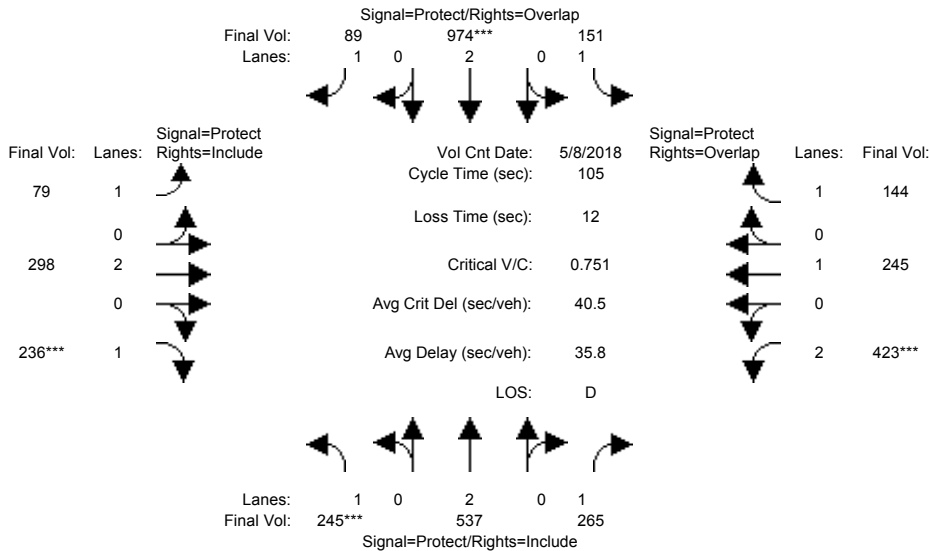 Signal=Protect/Rights=Overlap
Final Vol: 89 974*** 151
Lanes: 1 0 2 0 1
Signal=Protect Signal=Protect
Final Vol: Lanes: Rights=Include Vol Cnt Date: 5/8/2018 Rights=Overlap Lanes: Final Vol:
Cycle Time (sec): 105
79 1 1 144
Loss Time (sec): 12
0 0
298 2 Critical V/C: 0.751 1 245
0 Avg Crit Del (sec/veh): 40.5 0
236*** 1 Avg Delay (sec/veh): 35.8 2 423***
LOS: D
Lanes: 1 0 2 0 1
Final Vol: 245*** 537 265
Signal=Protect/Rights=Include